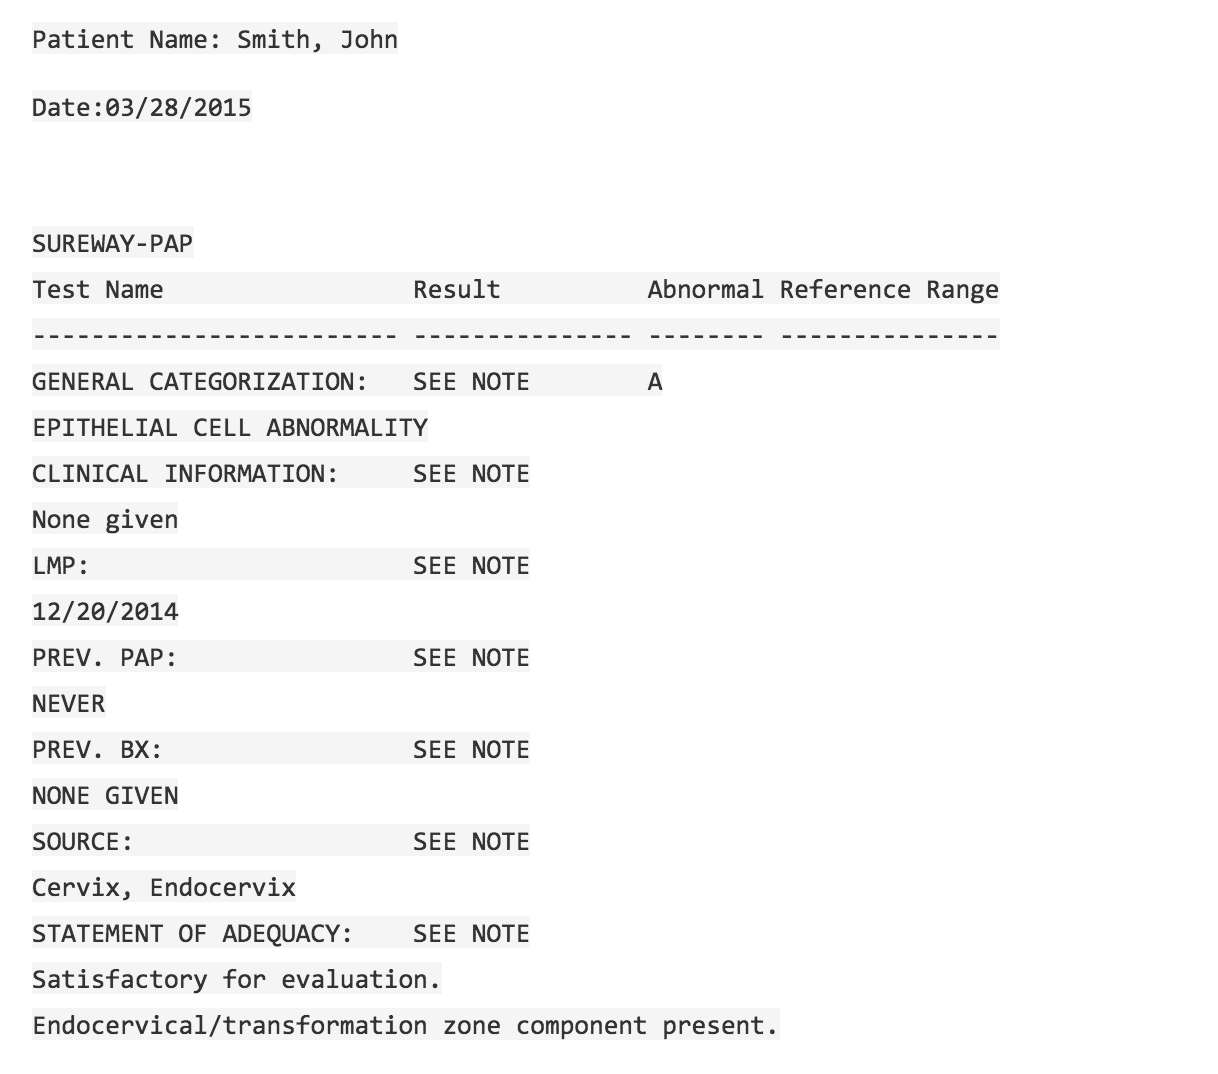 Patient Name: Smith, John
Date:03/28/2015
SUREWAY-PAP
Test Name                 Result          Abnormal Reference Range
------------------------- --------------- -------- ---------------
GENERAL CATEGORIZATION:   SEE NOTE        A
EPITHELIAL CELL ABNORMALITY
CLINICAL INFORMATION:     SEE NOTE
None given
LMP:                      SEE NOTE
12/20/2014
PREV. PAP:                SEE NOTE
NEVER
PREV. BX:                 SEE NOTE
NONE GIVEN
SOURCE:                   SEE NOTE
Cervix, Endocervix
STATEMENT OF ADEQUACY:    SEE NOTE
Satisfactory for evaluation.
Endocervical/transformation zone component present.